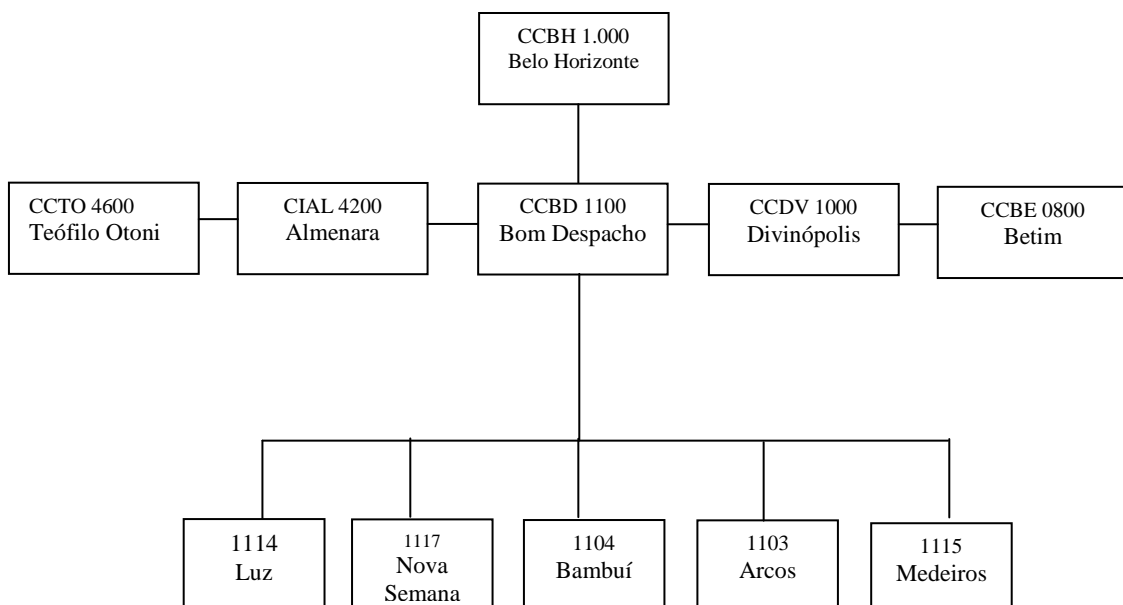 CCBH 1.000
Belo Horizonte
CCTO 4600
Teófilo Otoni
CIAL 4200
Almenara
CCBD 1100
Bom Despacho
CCDV 1000
Divinópolis
CCBE 0800
Betim
1114
Luz
1117
Nova
Semana
1104
Bambuí
1103
Arcos
1115
Medeiros